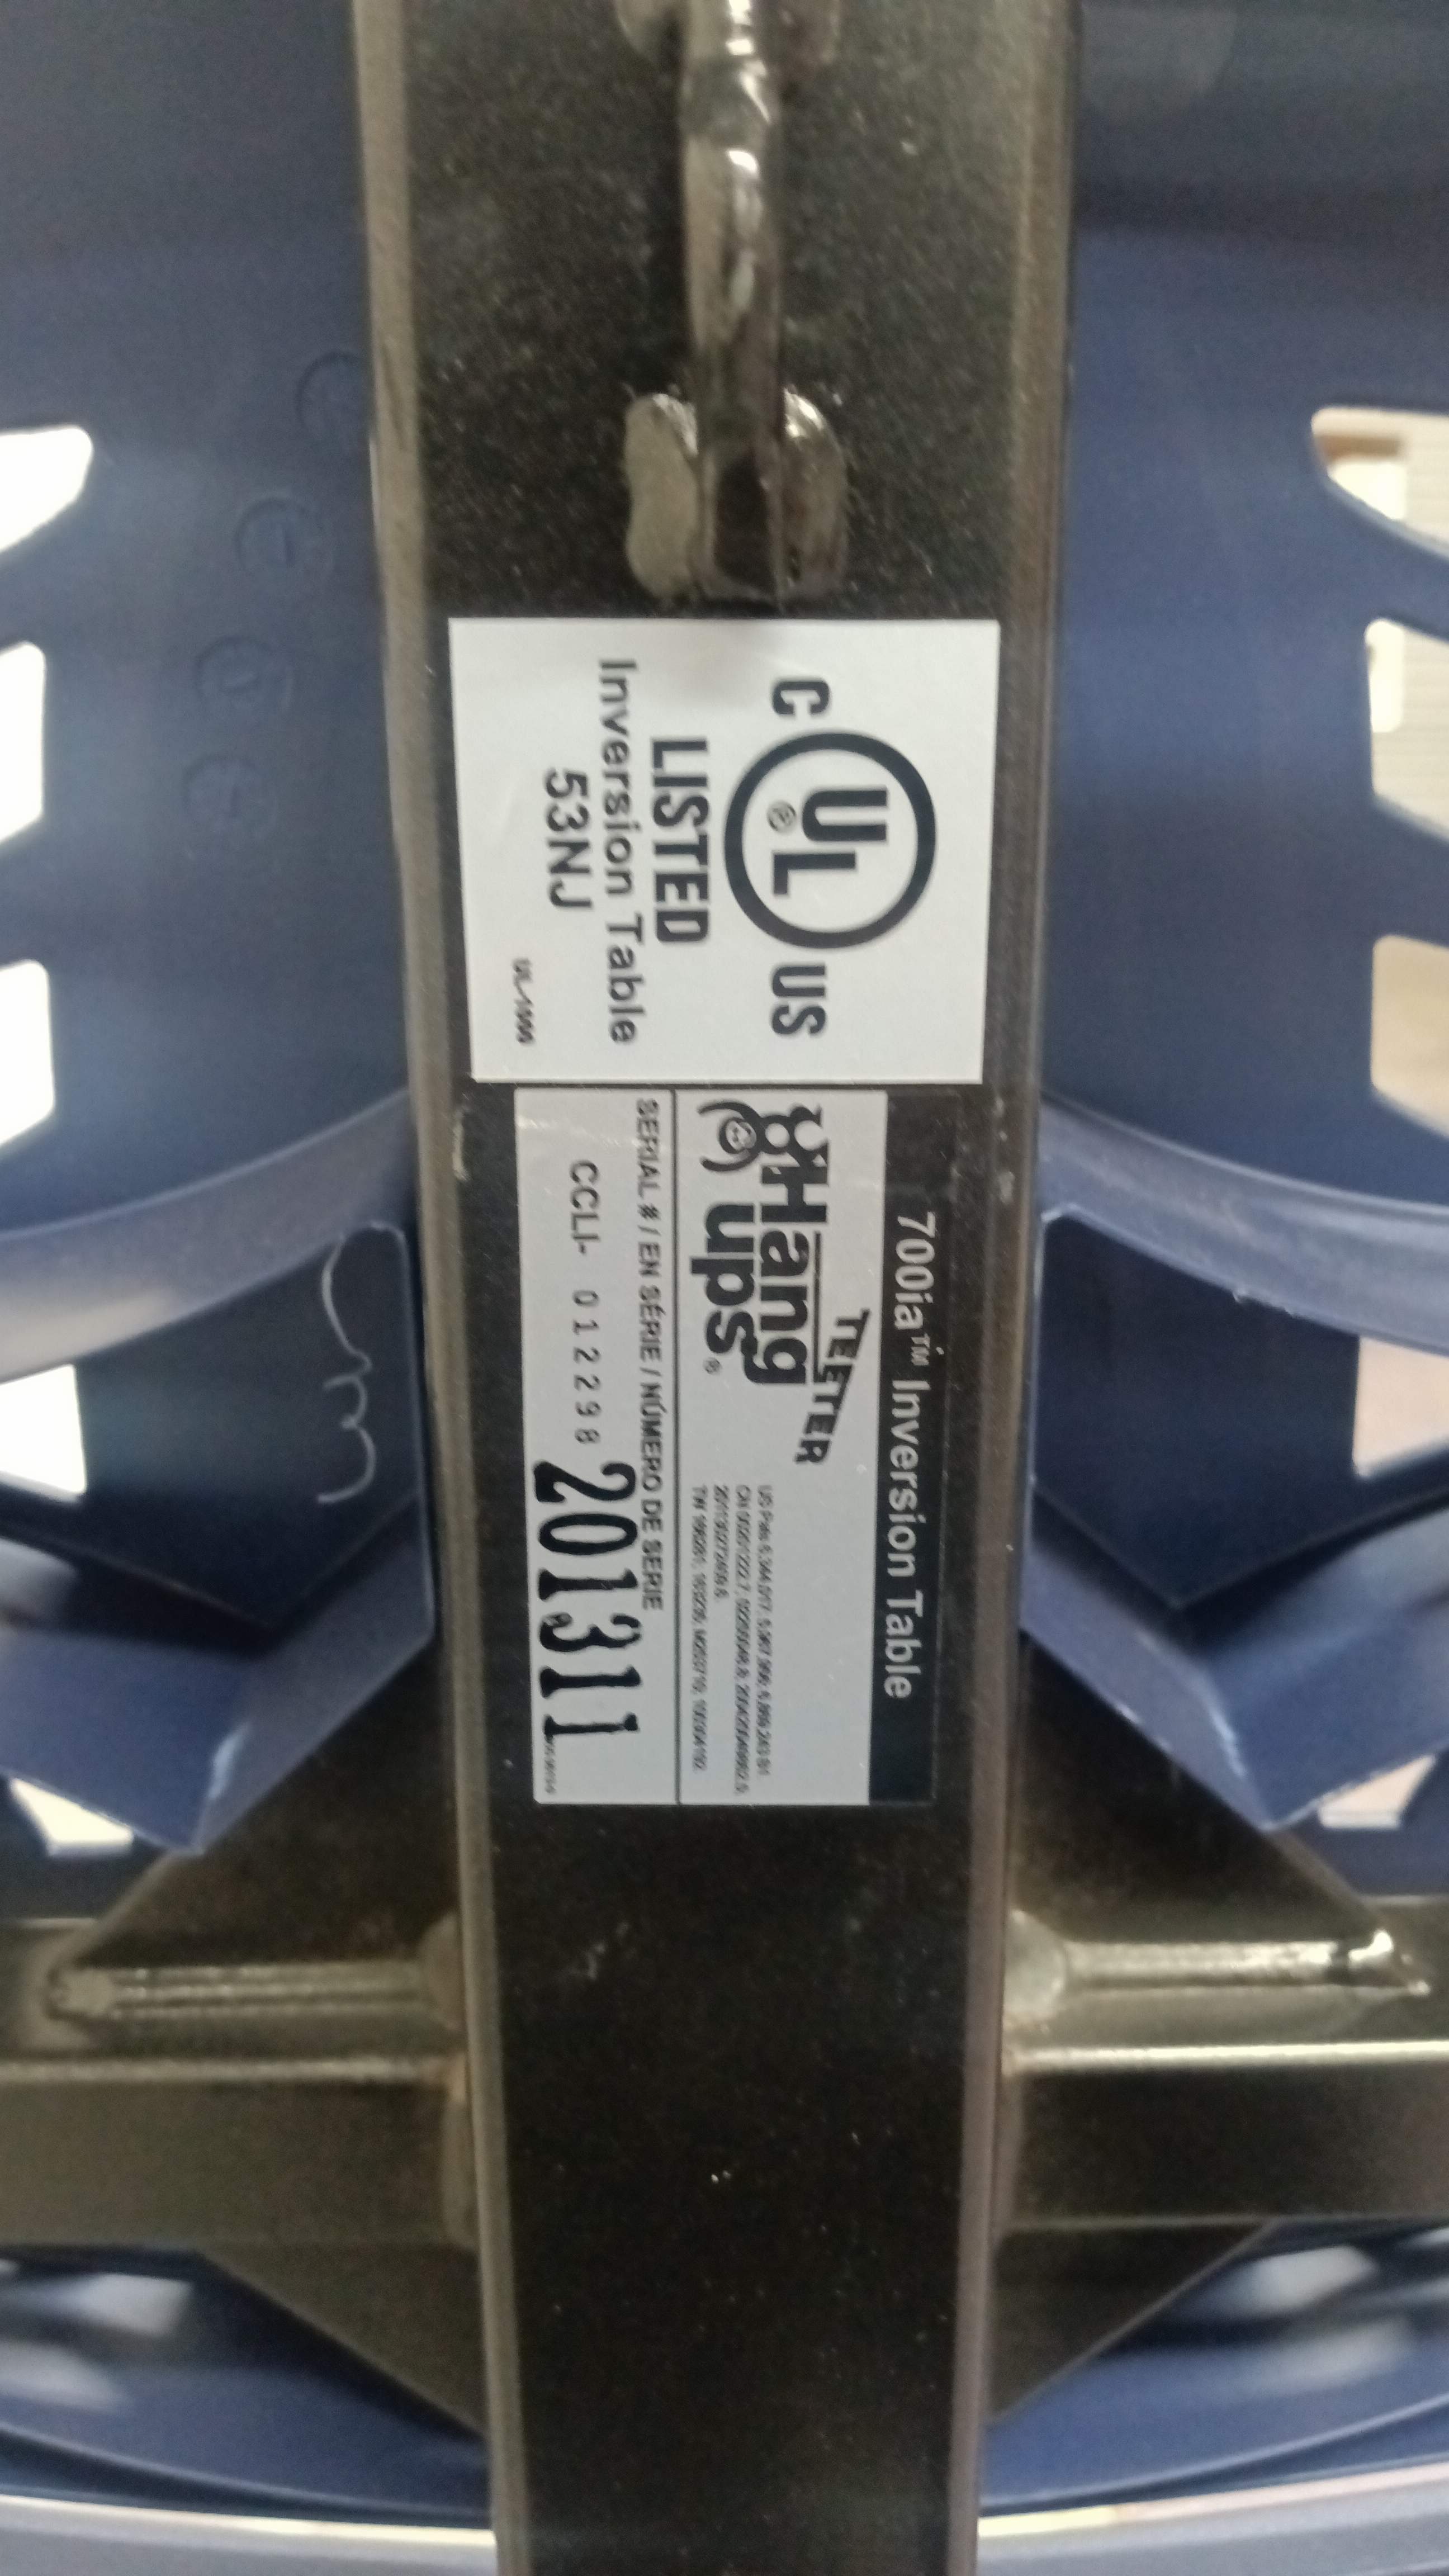 C UL® US
LISTED
Inversion Table
53NJ
700ia™ Inversion Table
TEETER
Hang
ups®
SERIAL # / EN SÉRIE / NÚMERO DE SERIE
CCLI- 012298 201311